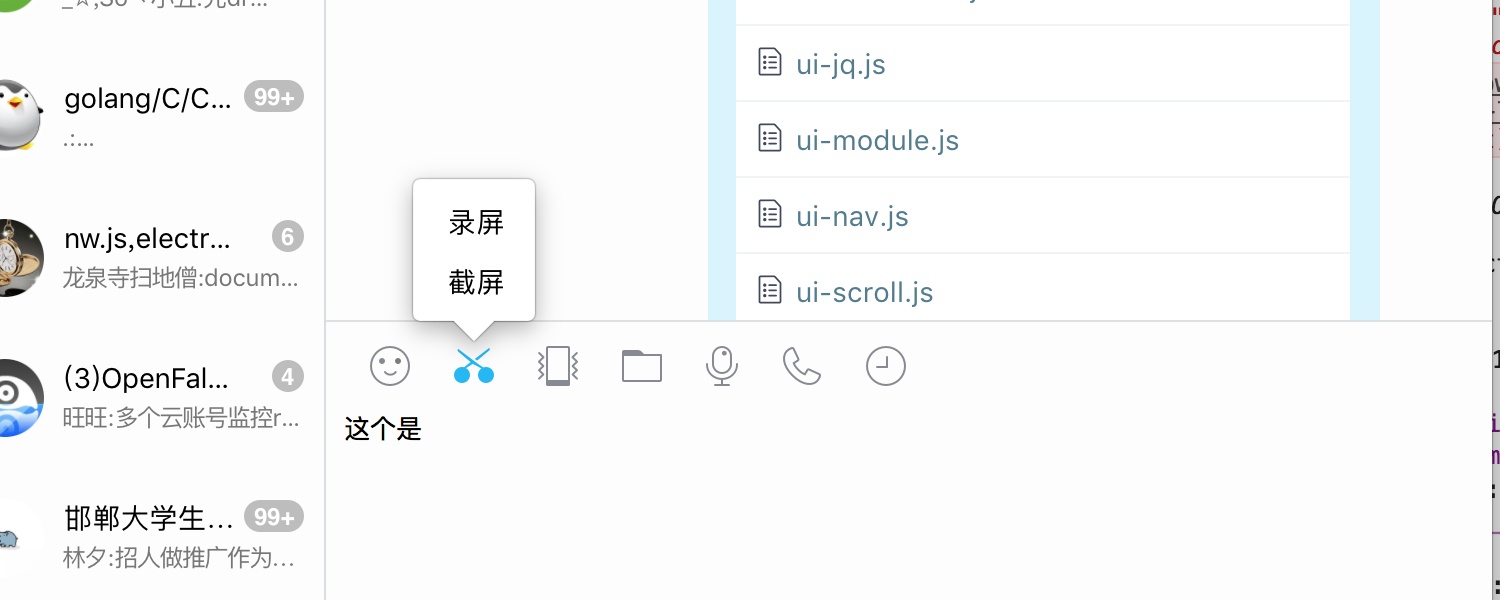 golang/C/C...
99+
.:...
nw.js,electr...
6
龙泉寺扫地僧:docum...
(3)OpenFal...
4
旺旺:多个云账号监控r...
邯郸大学生...
99+
林夕:招人做推广作为...
ui-jq.js
ui-module.js
ui-nav.js
ui-scroll.js
录屏
截屏
这个是